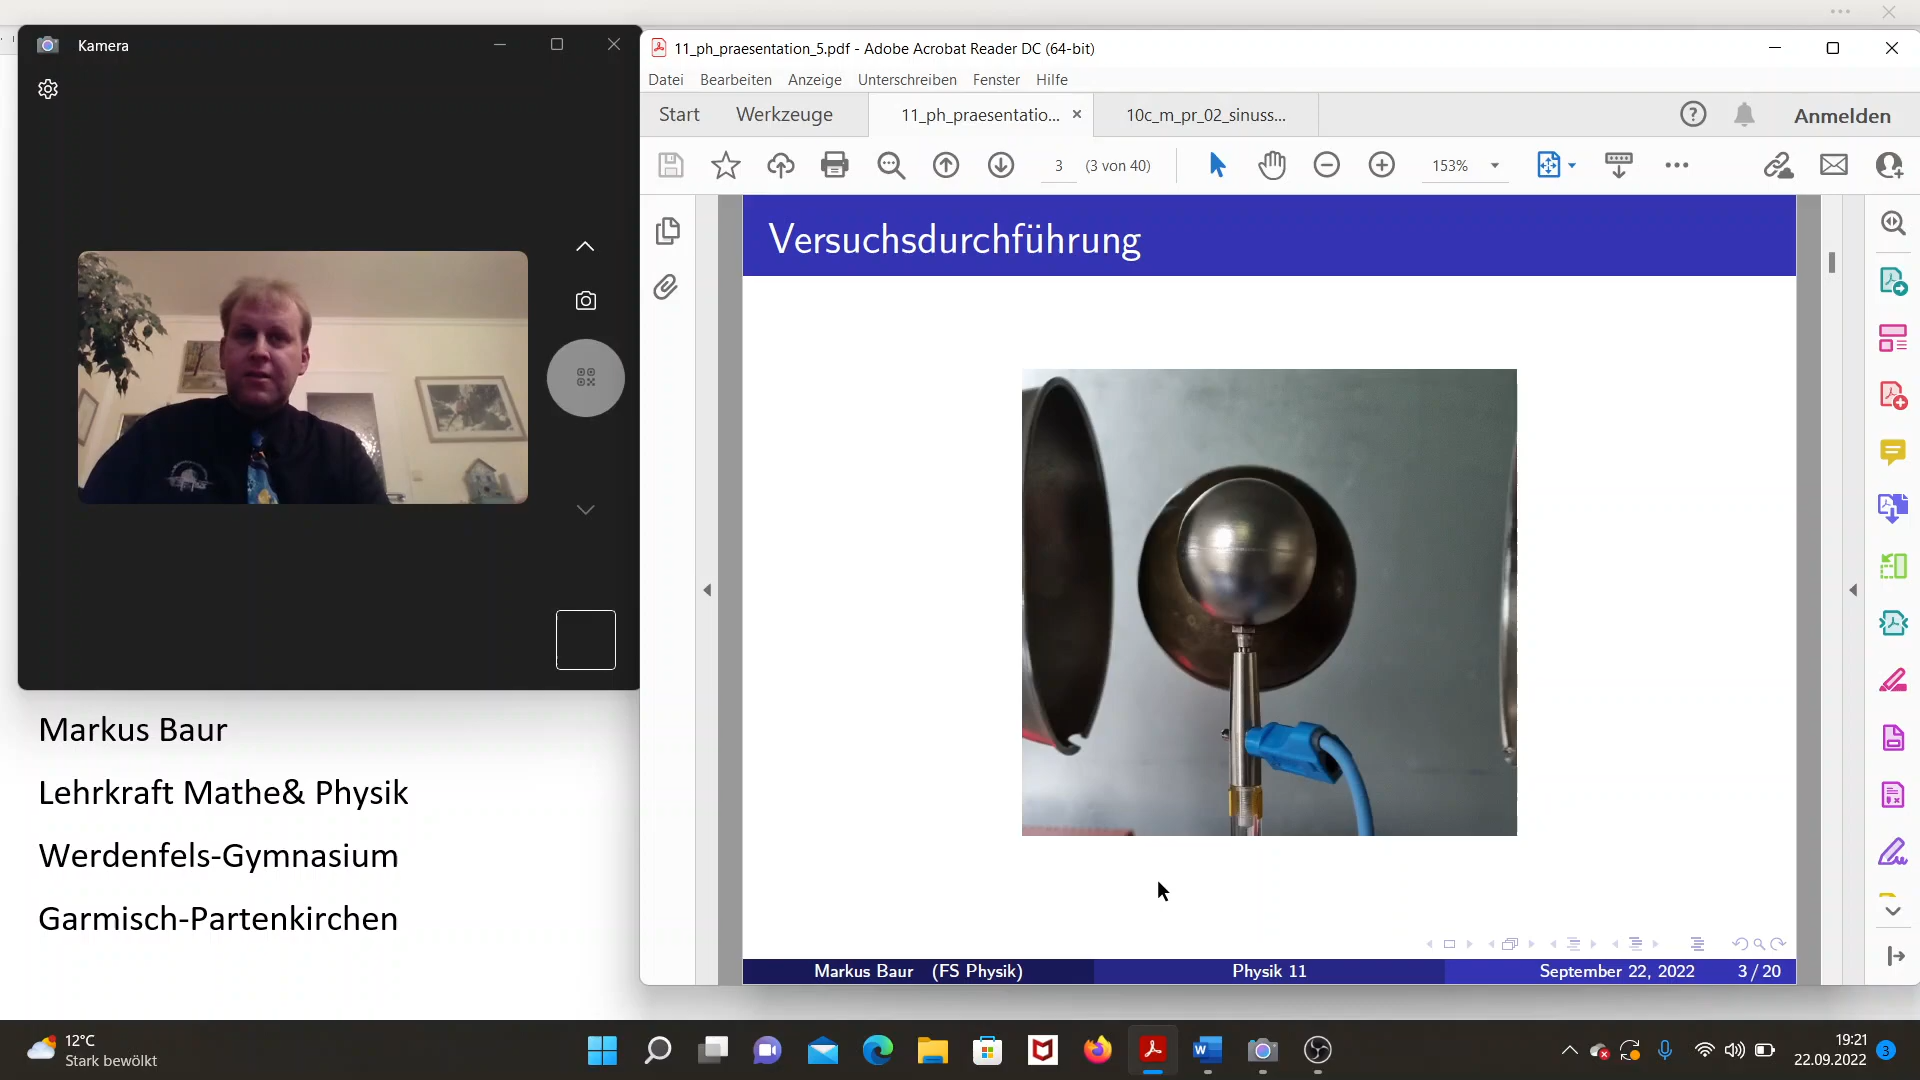 Kamera
11_ph_praesentation_5.pdf - Adobe Acrobat Reader DC (64-bit)
Datei Bearbeiten Anzeige Unterschreiben Fenster Hilfe
Start Werkzeuge 11_ph_praesentatio... 10c_m_pr_02_sinuss... Anmelden
3 (3 von 40) 153%
Versuchsdurchführung
Markus Baur
Lehrkraft Mathe& Physik
Werdenfels-Gymnasium
Garmisch-Partenkirchen
Markus Baur (FS Physik) Physik 11 September 22, 2022 3 / 20
12°C
Stark bewölkt
19:21
22.09.2022
3